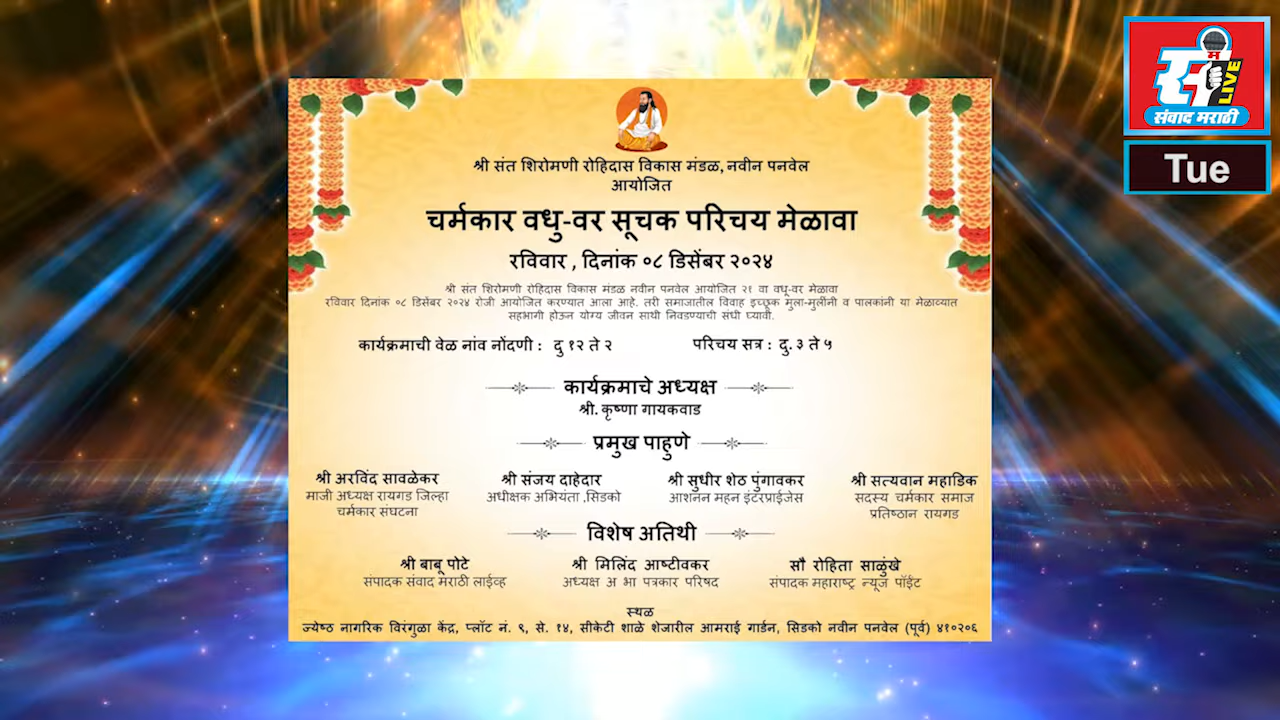 स म
LIVE
संवाद मराठी
Tue
श्री संत शिरोमणी रोहिदास विकास मंडळ, नवीन पनवेल
आयोजित
चर्मकार वधु-वर सूचक परिचय मेळावा
रविवार , दिनांक ०८ डिसेंबर २०२४
श्री संत शिरोमणी रोहिदास विकास मंडळ नवीन पनवेल आयोजित २१ वा वधू-वर मेळावा
रविवार दिनांक ०८ डिसेंबर २०२४ रोजी आयोजित करण्यात आला आहे. तरी समाजातील विवाह इच्छुक मुला-मुलींनी व पालकांनी या मेळाव्यात
सहभागी होऊन योग्य जीवन साथी निवडण्याची संधी घ्यावी.
कार्यक्रमाची वेळ नांव नोंदणी : दु १२ ते २ परिचय सत्र : दु. ३ ते ५
कार्यक्रमाचे अध्यक्ष
श्री. कृष्णा गायकवाड
प्रमुख पाहुणे
श्री अरविंद सावळेकर श्री संजय दाहेदार श्री सुधीर शेठ पुंगावकर श्री सत्यवान महाडिक
माजी अध्यक्ष रायगड जिल्हा अधीक्षक अभियंता ,सिडको आशनन महन इंटरप्राईजेस सदस्य चर्मकार समाज
चर्मकार संघटना प्रतिष्ठान रायगड
विशेष अतिथी
श्री बाबू पोटे श्री मिलिंद आष्टीवकर सौ रोहिता साळुंखे
संपादक संवाद मराठी लाईव्ह अध्यक्ष अ भा पत्रकार परिषद संपादक महाराष्ट्र न्यूज पॉईंट
स्थळ
ज्येष्ठ नागरिक विरंगुळा केंद्र, प्लॉट नं. ९, से. १४, सीकेटी शाळे शेजारील आमराई गार्डन, सिडको नवीन पनवेल (पूर्व) ४१०२०६